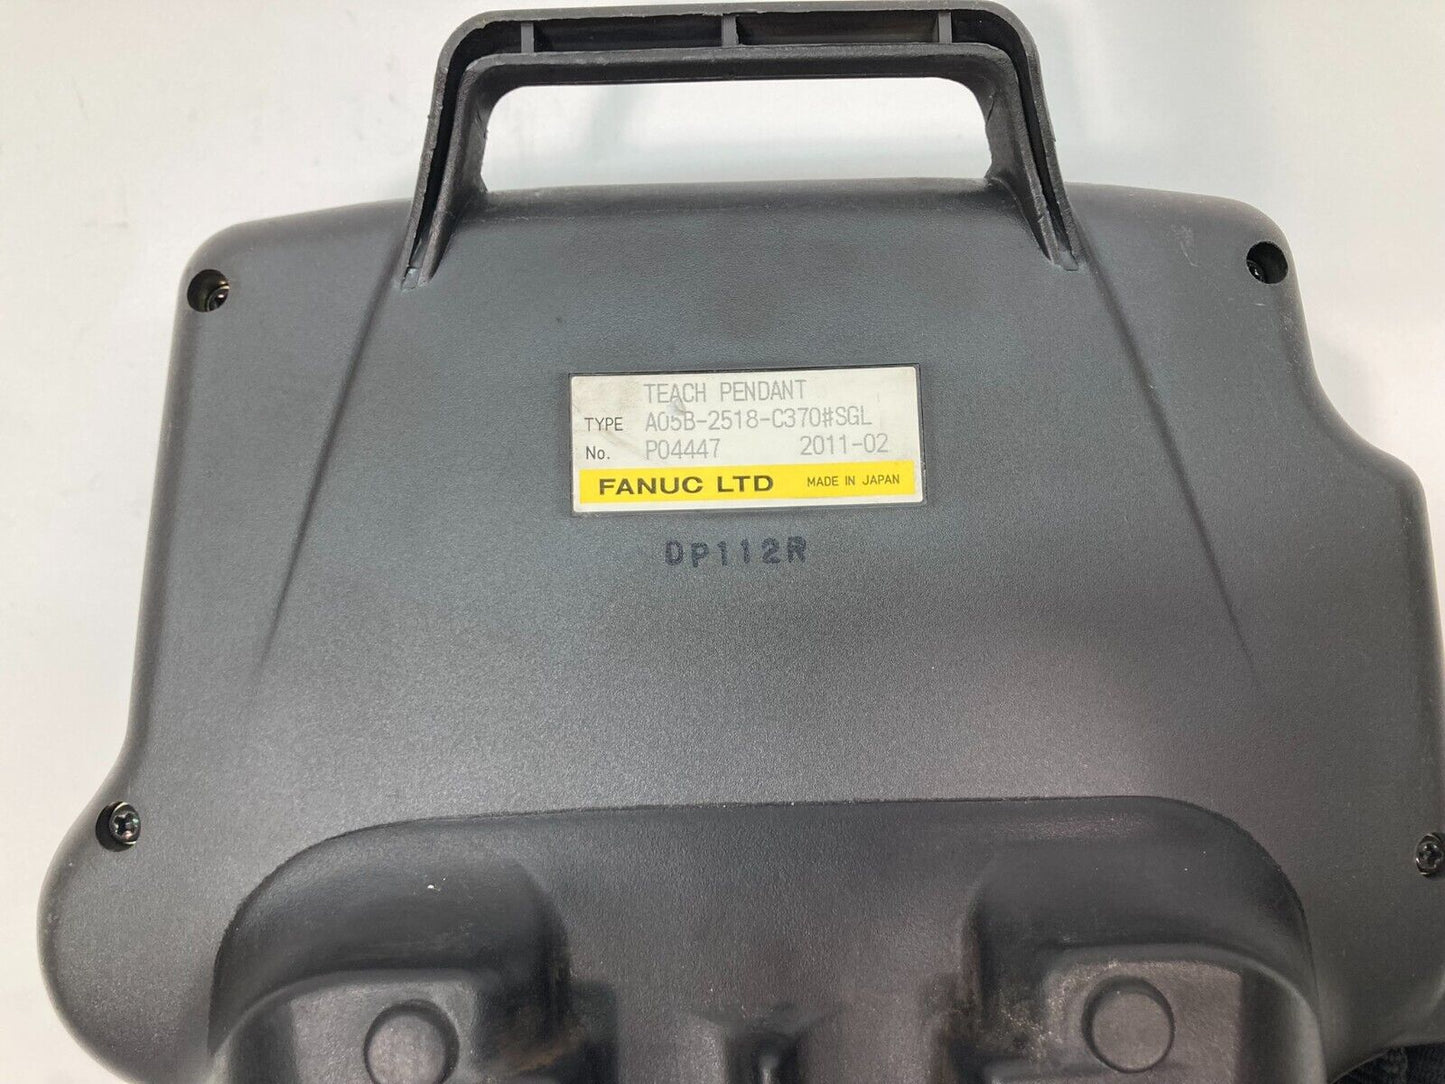 TEACH PENDANT
TYPE A05B-2518-C370#SGL
No. P04447 2011-02
FANUC LTD MADE IN JAPAN
DP112R